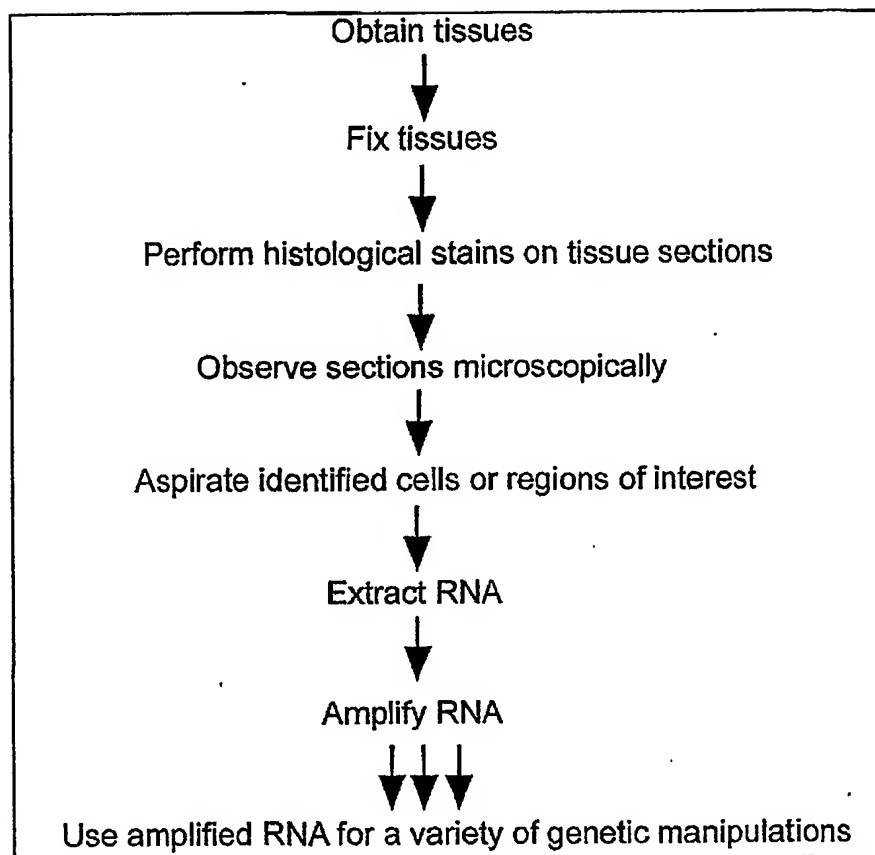 Obtain tissues
Fix tissues
Perform histological stains on tissue sections
Observe sections microscopically
Aspirate identified cells or regions of interest
Extract RNA
Amplify RNA
Use amplified RNA for a variety of genetic manipulations